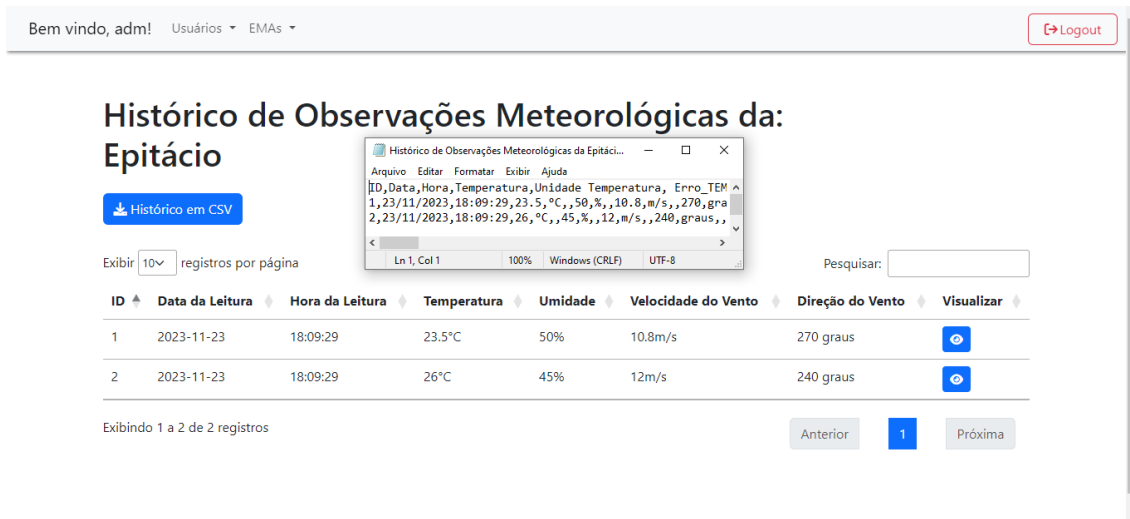 Bem vindo, adm! Usuários EMAs Logout
Histórico de Observações Meteorológicas da:
Epitácio
Histórico em CSV
Histórico de Observações Meteorológicas da Epitáci...
Arquivo Editar Formatar Exibir Ajuda
ID,Data,Hora,Temperatura,Unidade Temperatura, Erro_TEM
1,23/11/2023,18:09:29,23.5,°C,,50,%,,10.8,m/s,,270,gra
2,23/11/2023,18:09:29,26,°C,,45,%,,12,m/s,,240,graus,,
Ln 1, Col 1 100% Windows (CRLF) UTF-8
Exibir 10 registros por página Pesquisar:
ID Data da Leitura Hora da Leitura Temperatura Umidade Velocidade do Vento Direção do Vento Visualizar
1 2023-11-23 18:09:29 23.5°C 50% 10.8m/s 270 graus
2 2023-11-23 18:09:29 26°C 45% 12m/s 240 graus
Exibindo 1 a 2 de 2 registros Anterior 1 Próxima